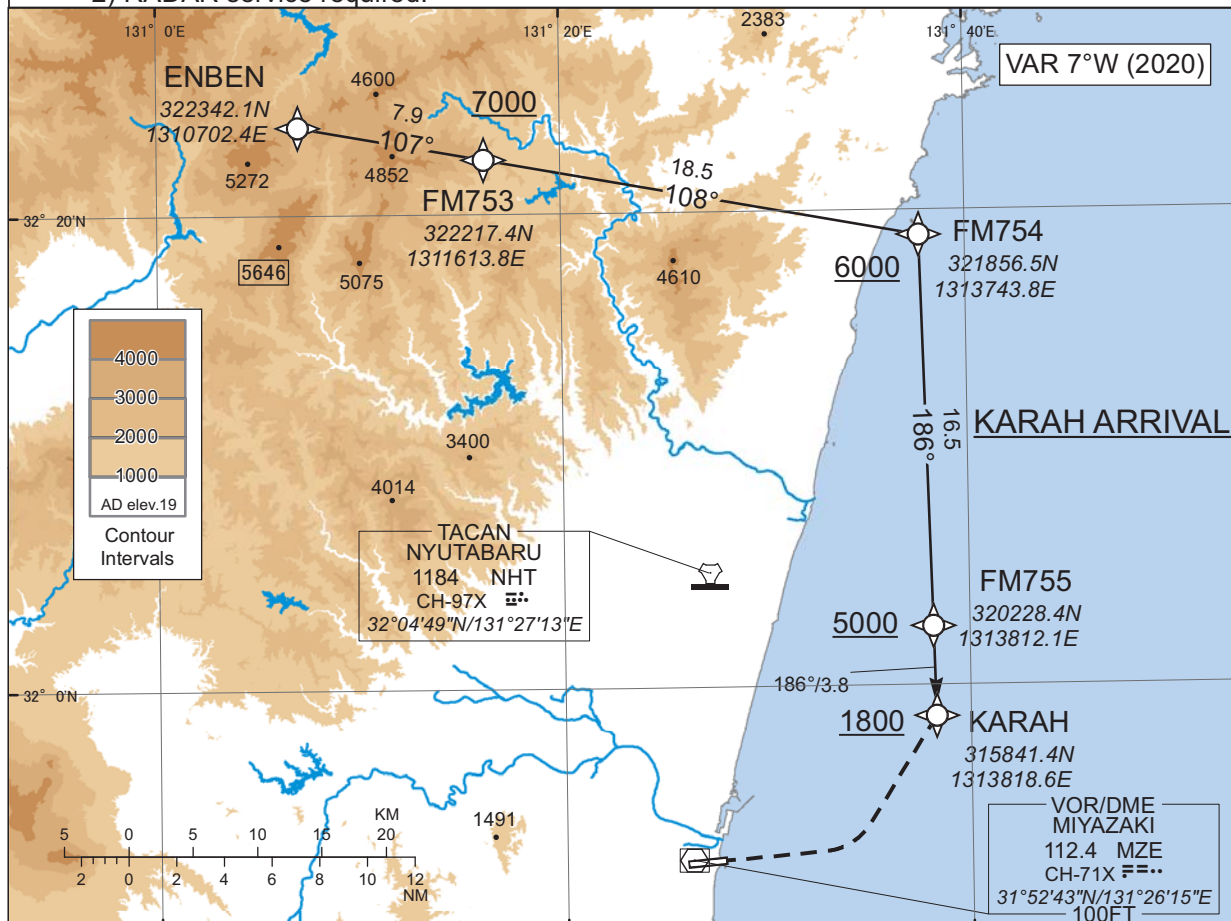 2) RADAR service required.
131° 0'E
131° 20'E
131° 40'E
2383
VAR 7°W (2020)
ENBEN
322342.1N
1310702.4E
4600
7.9
107°
7000
5272
4852
FM753
322217.4N
1311613.8E
18.5
108°
32° 20'N
5646
5075
4610
6000
FM754
321856.5N
1313743.8E
4000
3000
2000
1000
AD elev.19
Contour
Intervals
16.5
186°
KARAH ARRIVAL
3400
4014
TACAN
NYUTABARU
1184 NHT
CH-97X
32°04'49"N/131°27'13"E
FM755
320228.4N
1313812.1E
5000
186°/3.8
32° 0'N
1800
KARAH
315841.4N
1313818.6E
VOR/DME
MIYAZAKI
112.4 MZE
CH-71X
31°52'43"N/131°26'15"E
100FT
1491
KM
5 0 5 10 15 20
2 0 2 4 6 8 10 12
NM